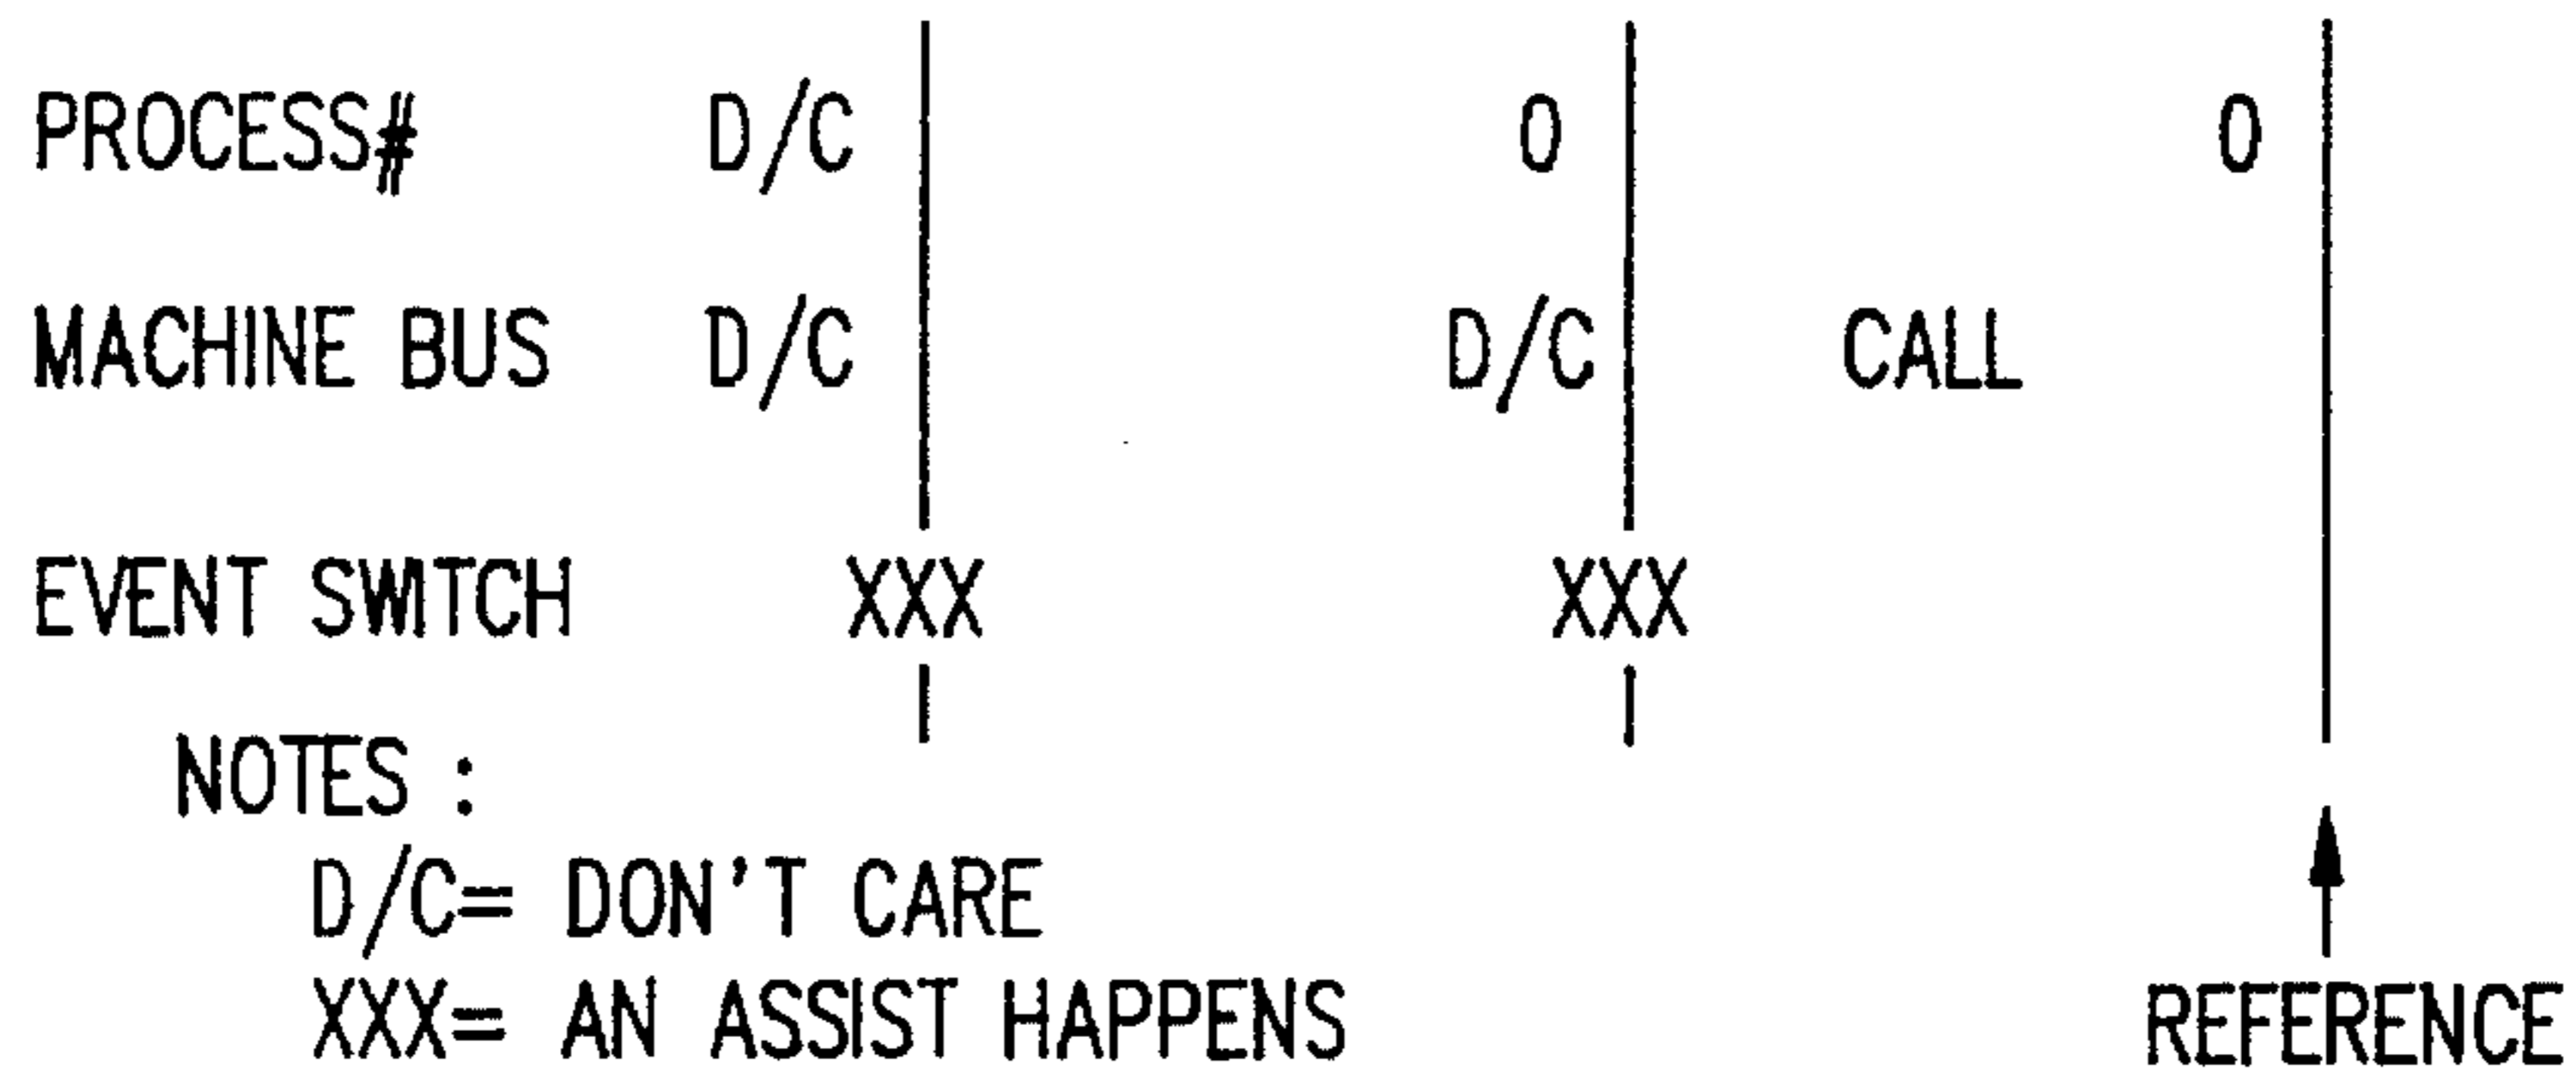 PROCESS# D/C 0 0
MACHINE BUS D/C D/C CALL
EVENT SWITCH XXX XXX
NOTES :
D/C= DON'T CARE
XXX= AN ASSIST HAPPENS
REFERENCE